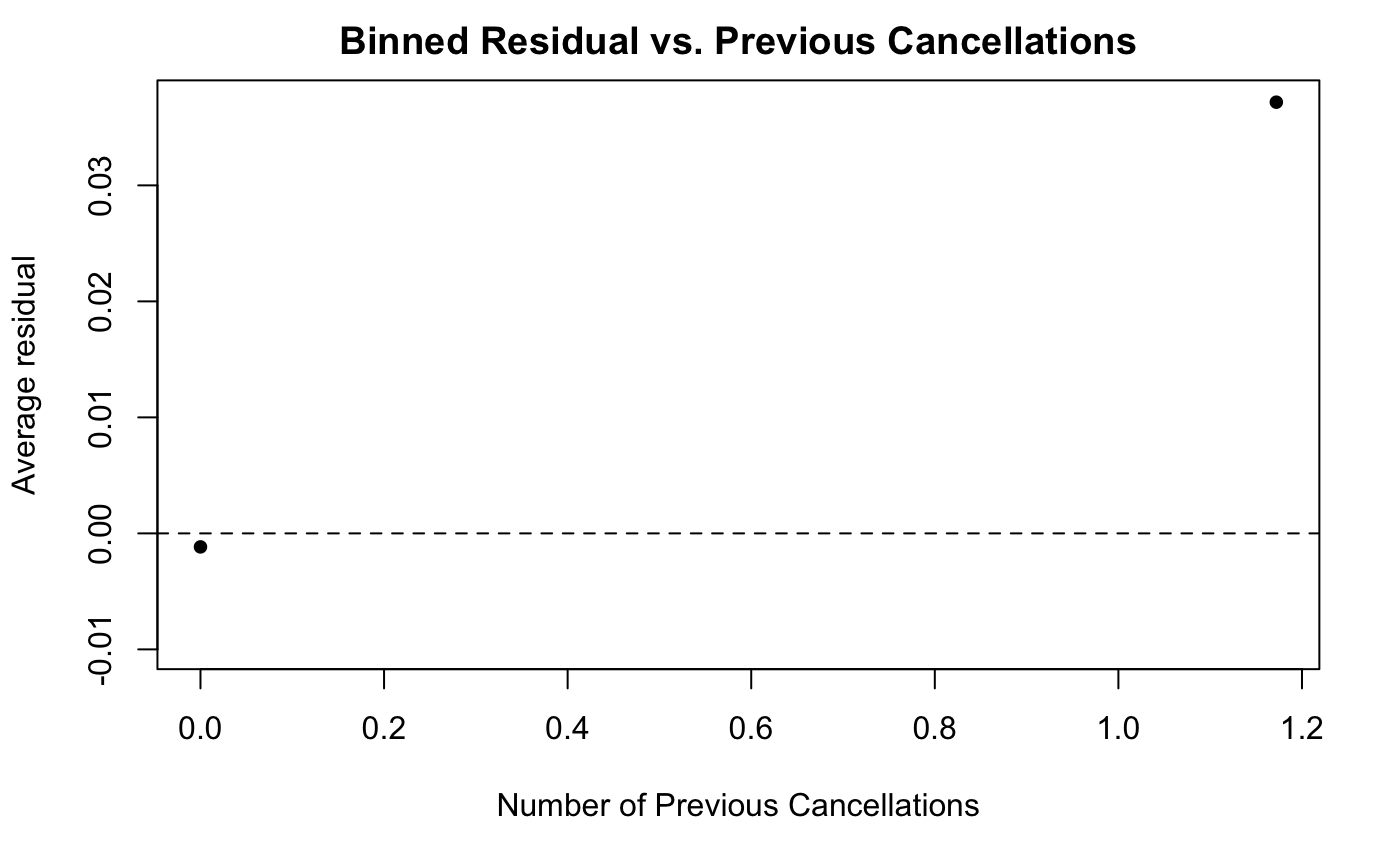 Binned Residual vs. Previous Cancellations
Average residual
0.03
0.02
0.01
0.00
-0.01
0.0 0.2 0.4 0.6 0.8 1.0 1.2
Number of Previous Cancellations